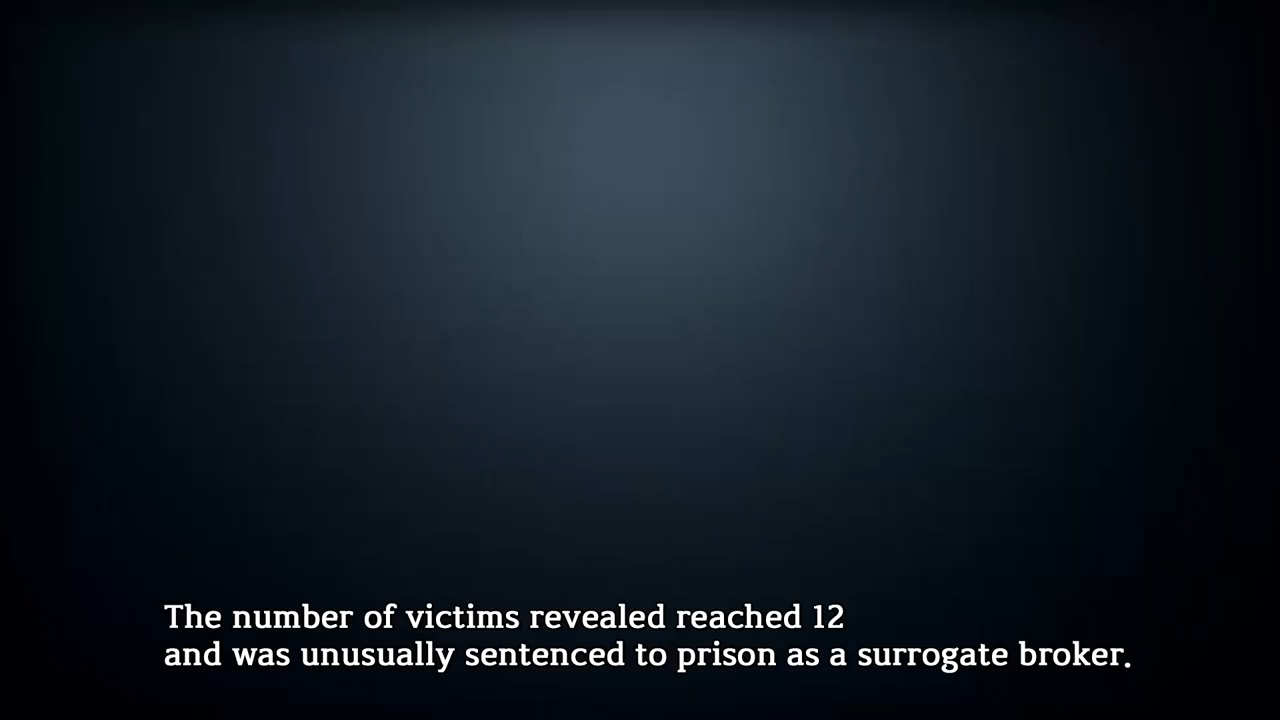 The number of victims revealed reached 12
and was unusually sentenced to prison as a surrogate broker.